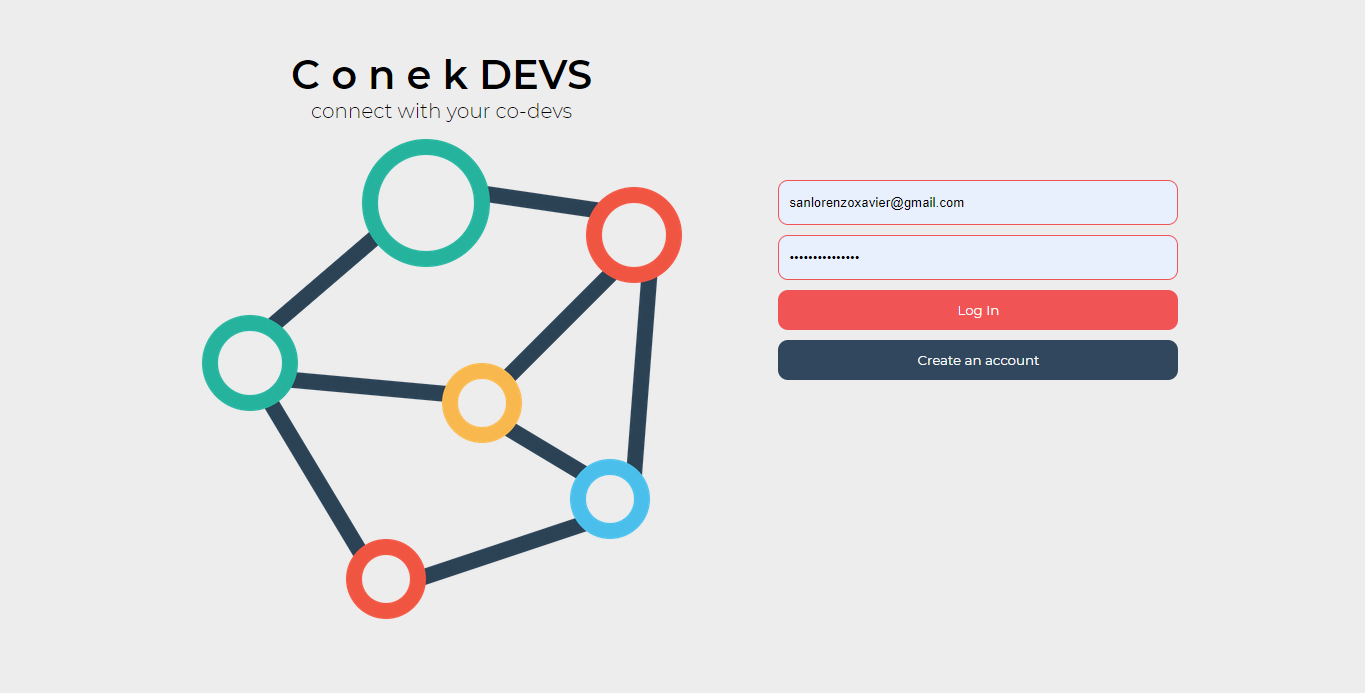 C o n e k DEVS
connect with your co-devs
sanlorenzoxavier@gmail.com
•••••••••••••••
Log In
Create an account